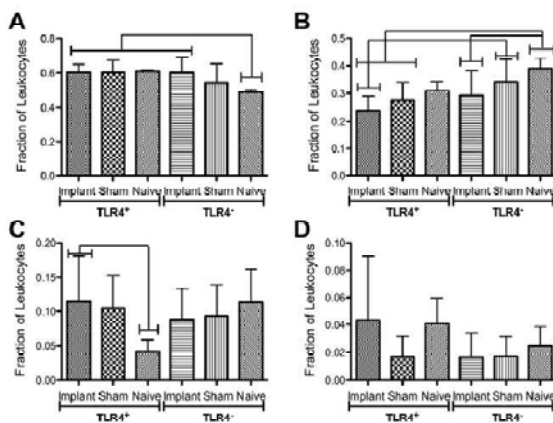 A
Fraction of Leukocytes
0.8
0.6
0.4
0.2
0.0
Implant Sham Naive Implant Sham Naive
TLR4⁺ TLR4⁻
B
Fraction of Leukocytes
0.5
0.4
0.3
0.2
0.1
0.0
Implant Sham Naive Implant Sham Naive
TLR4⁺ TLR4⁻
C
Fraction of Leukocytes
0.20
0.15
0.10
0.05
0.00
Implant Sham Naive Implant Sham Naive
TLR4⁺ TLR4⁻
D
Fraction of Leukocytes
0.10
0.08
0.06
0.04
0.02
0.00
Implant Sham Naive Implant Sham Naive
TLR4⁺ TLR4⁻